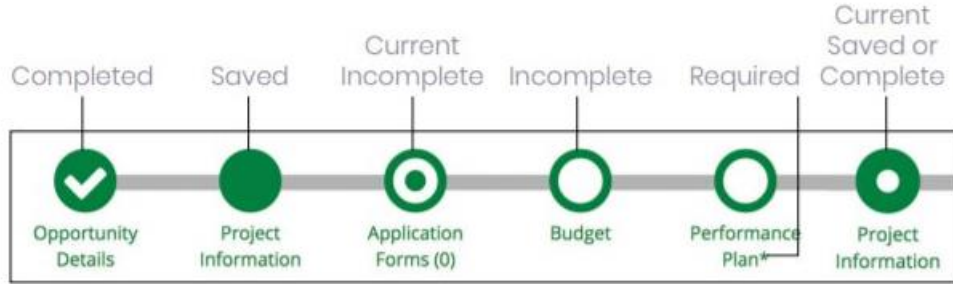 Completed
Saved
Current
Incomplete
Incomplete
Required
Current
Saved or
Complete
Opportunity
Details
Project
Information
Application
Forms (0)
Budget
Performance
Plan*
Project
Information